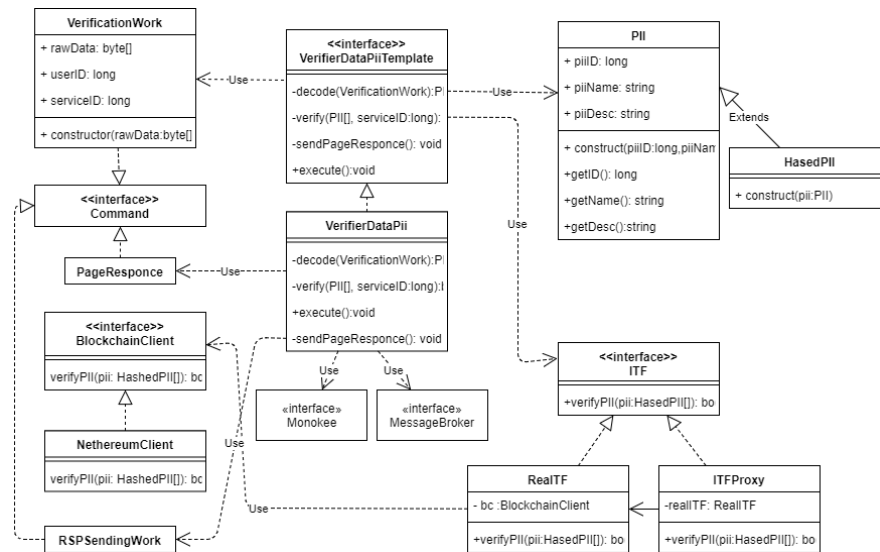 VerificationWork
+ rawData: byte[]
+ userID: long
+ serviceID: long
+ constructor(rawData:byte[]
<<interface>>
VerifierDataPiiTemplate
-decode(VerificationWork):PI
-verify(PII[], serviceID:long):
-sendPageResponce(): void
+execute():void
PII
+ piiID: long
+ piiName: string
+ piiDesc: string
+ construct(piiID:long,piiNam
+getID(): long
+getName(): string
+getDesc():string
Use
Use
Extends
HasedPII
+ construct(pii:PII)
<<interface>>
Command
PageResponce
Use
VerifierDataPii
-decode(VerificationWork):PI
-verify(PII[], serviceID:long):l
+execute():void
-sendPageResponce(): void
Use
<<interface>>
BlockchainClient
verifyPII(pii: HashedPII[]): bo
Use
Use
«interface»
Monokee
«interface»
MessageBroker
<<interface>>
ITF
+verifyPII(pii:HasedPII[]): bo
NethereumClient
verifyPII(pii: HashedPII[]): bo
Use
Use
RealITF
- bc :BlockchainClient
+verifyPII(pii:HasedPII[]): bo
ITFProxy
-realITF: RealITF
+verifyPII(pii:HasedPII[]): bo
RSPSendingWork